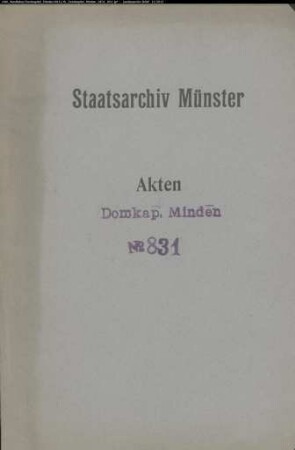 Staatsarchiv Münster
Akten
Domkap. Minden
№ 831